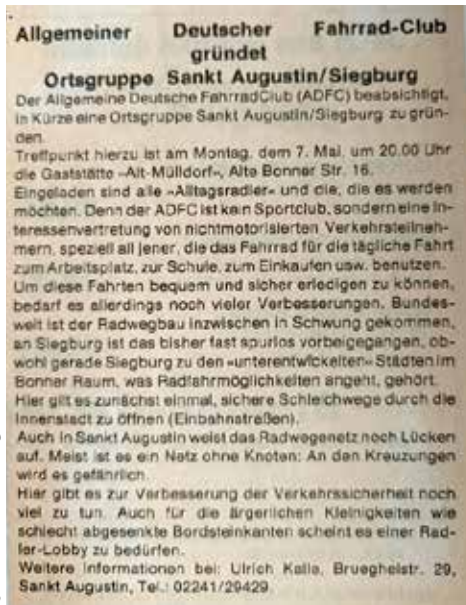 Allgemeiner Deutscher Fahrrad-Club
gründet
Ortsgruppe Sankt Augustin/Siegburg
Der Allgemeine Deutsche FahrradClub (ADFC) beabsichtigt,
in Kürze eine Ortsgruppe Sankt Augustin/Siegburg zu grün-
den.
Treffpunkt hierzu ist am Montag, dem 7. Mai, um 20.00 Uhr
die Gaststätte »Alt-Mülldorf«, Alte Bonner Str. 16.
Eingeladen sind alle »Alltagsradler« und die, die es werden
möchten. Denn der ADFC ist kein Sportclub, sondern eine In-
teressenvertretung von nichtmotorisierten Verkehrsteilneh-
mern, speziell all jener, die das Fahrrad für die tägliche Fahrt
zum Arbeitsplatz, zur Schule, zum Einkaufen usw. benutzen.
Um diese Fahrten bequem und sicher erledigen zu können,
bedarf es allerdings noch vieler Verbesserungen. Bundes-
weit ist der Radwegbau inzwischen in Schwung gekommen,
an Siegburg ist das bisher fast spurlos vorbeigegangen, ob-
wohl gerade Siegburg zu den »unterentwickelten« Städten im
Bonner Raum, was Radfahrmöglichkeiten angeht, gehört.
Hier gilt es zunächst einmal, sichere Schleichwege durch die
Innenstadt zu öffnen (Einbahnstraßen).
Auch in Sankt Augustin weist das Radwegenetz noch Lücken
auf. Meist ist es ein Netz ohne Knoten: An den Kreuzungen
wird es gefährlich.
Hier gibt es zur Verbesserung der Verkehrssicherheit noch
viel zu tun. Auch für die ärgerlichen Kleinigkeiten wie
schlecht abgesenkte Bordsteinkanten scheint es einer Rad-
ler-Lobby zu bedürfen.
Weitere Informationen bei: Ulrich Kalle, Brueghelstr. 29,
Sankt Augustin, Tel.: 02241/29429.